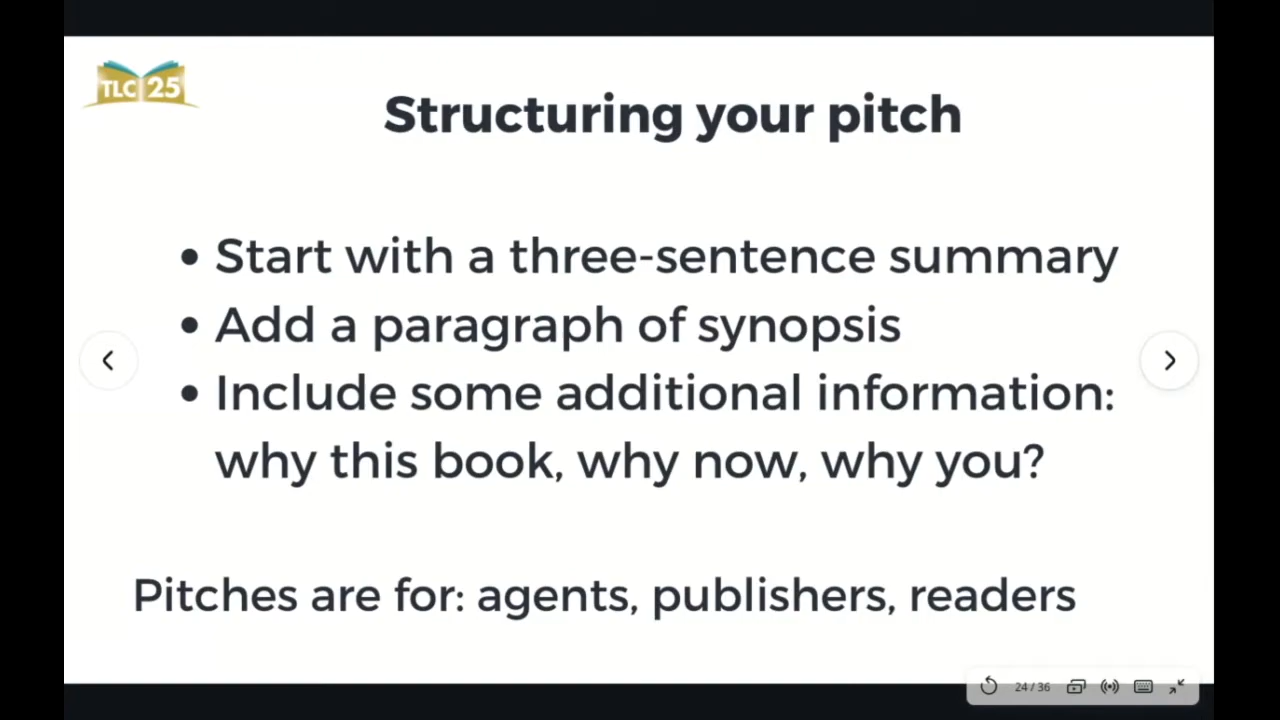 TLC 25
Structuring your pitch
• Start with a three-sentence summary
• Add a paragraph of synopsis
• Include some additional information:
why this book, why now, why you?
Pitches are for: agents, publishers, readers
24 / 36